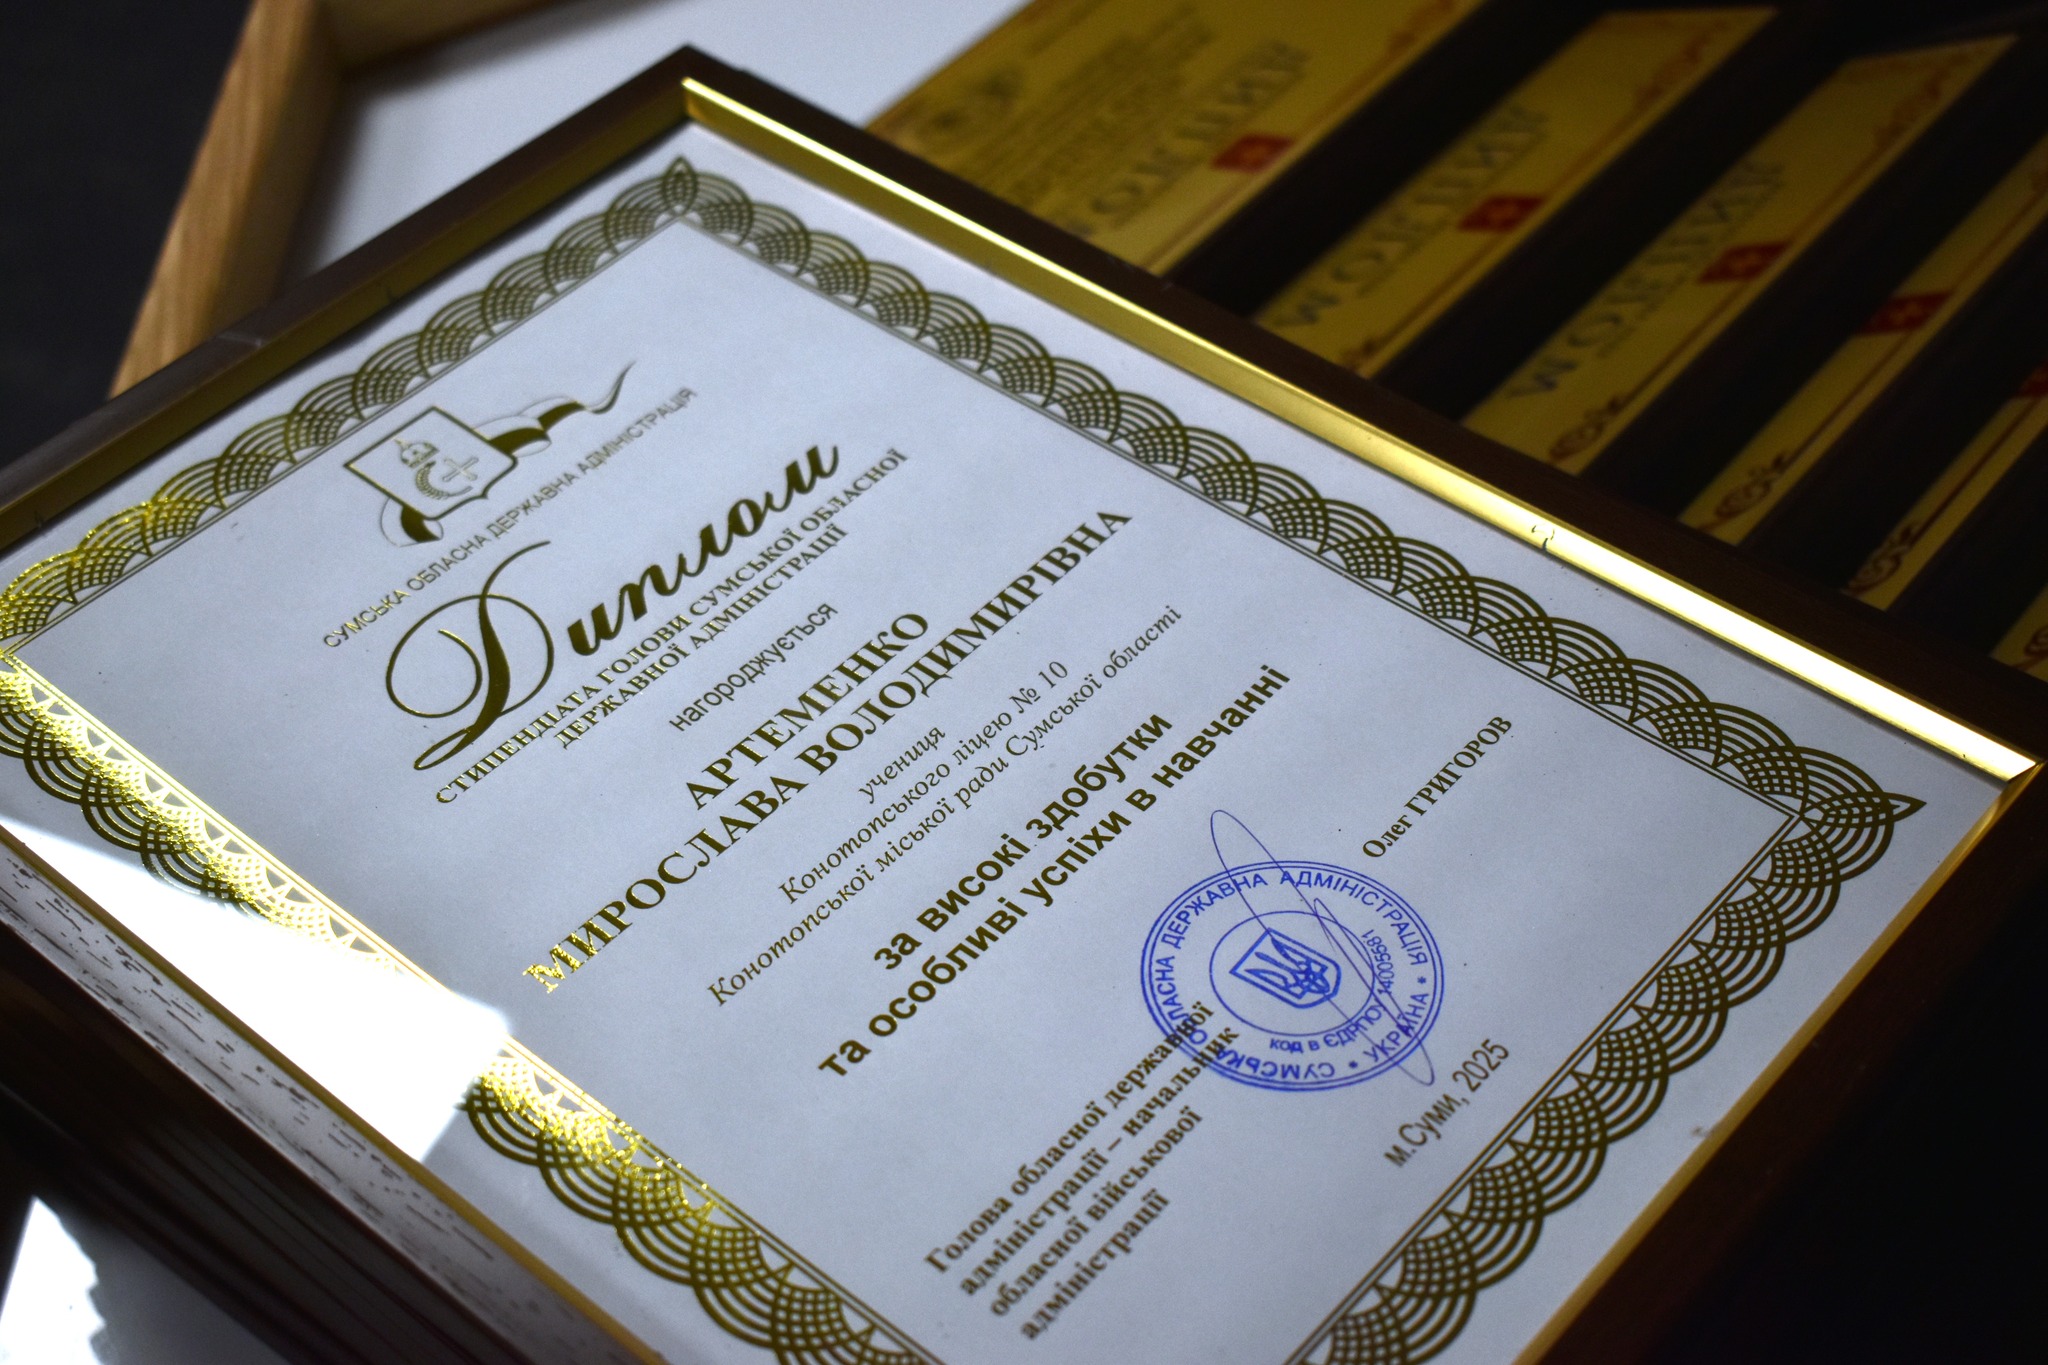 СУМСЬКА ОБЛАСНА ДЕРЖАВНА АДМІНІСТРАЦІЯ
Диплом
СТИПЕНДІАТА ГОЛОВИ СУМСЬКОЇ ОБЛАСНОЇ
ДЕРЖАВНОЇ АДМІНІСТРАЦІЇ
нагороджується
АРТЕМЕНКО
МИРОСЛАВА ВОЛОДИМИРІВНА
учениця
Конотопського ліцею № 10
Конотопської міської ради Сумської області
за високі здобутки
та особливі успіхи в навчанні
Голова обласної державної
адміністрації – начальник
обласної військової
адміністрації
Олег ГРИГОРОВ
СУМСЬКА ОБЛАСНА ДЕРЖАВНА АДМІНІСТРАЦІЯ * УКРАЇНА *
код в ЄДРПОУ 14005581
м.Суми, 2025